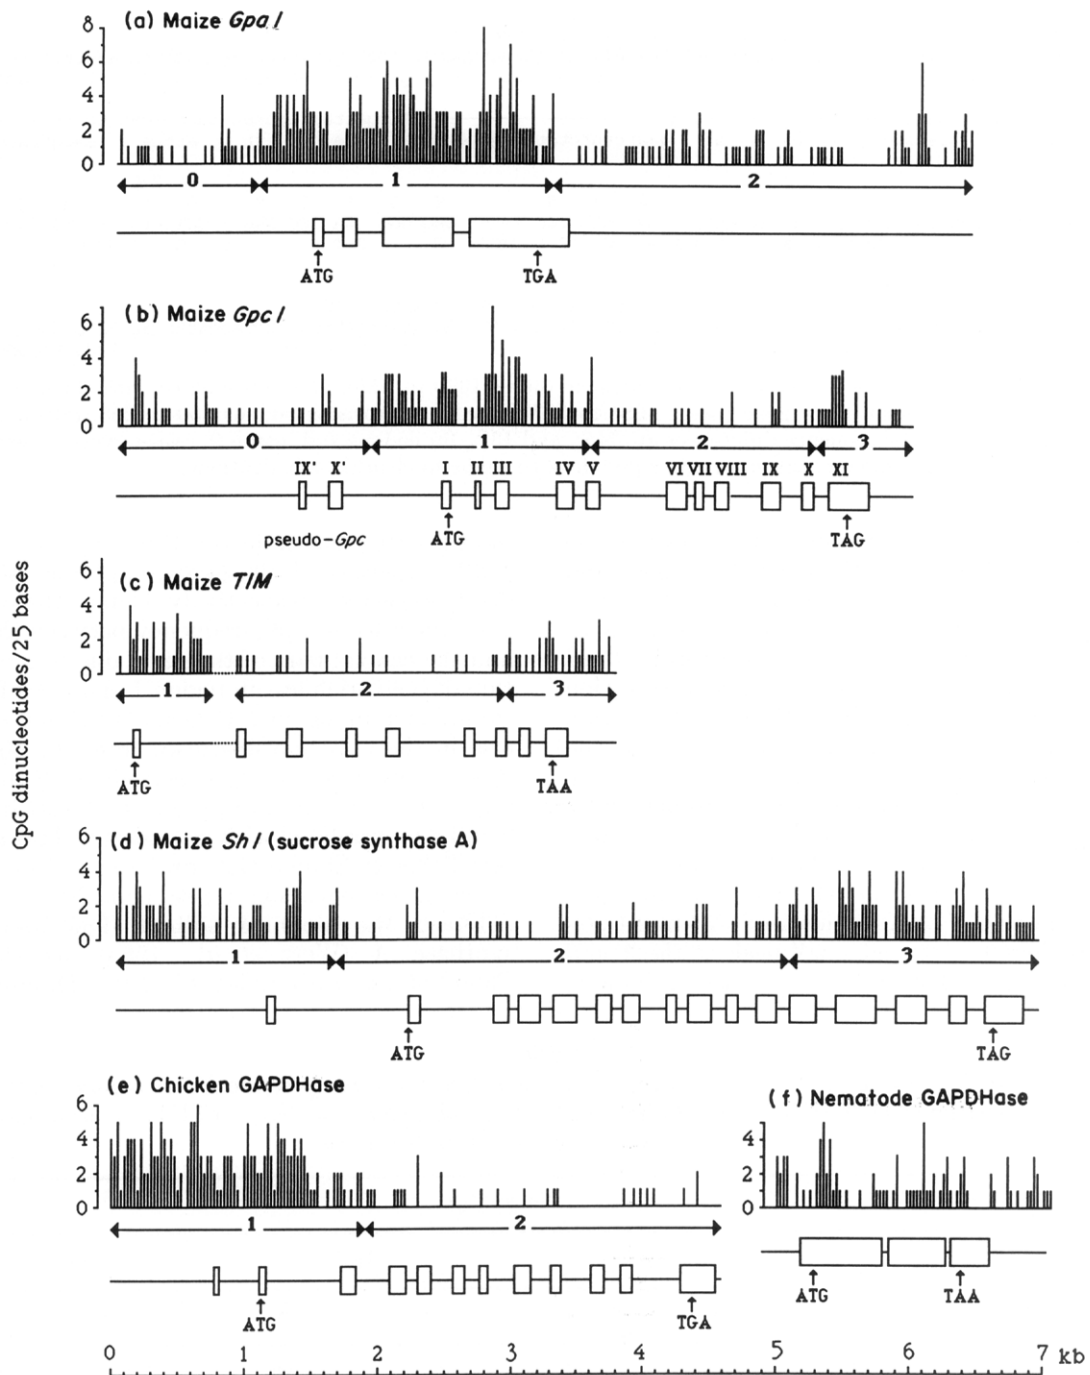 (a) Maize Gpa1
8
6
4
2
0
0 1 2
ATG TGA
(b) Maize Gpc1
6
4
2
0
0 1 2 3
IX' X' I II III IV V VI VII VIII IX X XI
pseudo-Gpc ATG TAG
(c) Maize TIM
6
4
2
0
1 2 3
ATG TAA
CpG dinucleotides/25 bases
(d) Maize Sh1 (sucrose synthase A)
6
4
2
0
1 2 3
ATG TAG
(e) Chicken GAPDHase
6
4
2
0
1 2
ATG TGA
(f) Nematode GAPDHase
4
2
0
ATG TAA
0 1 2 3 4 5 6 7 kb